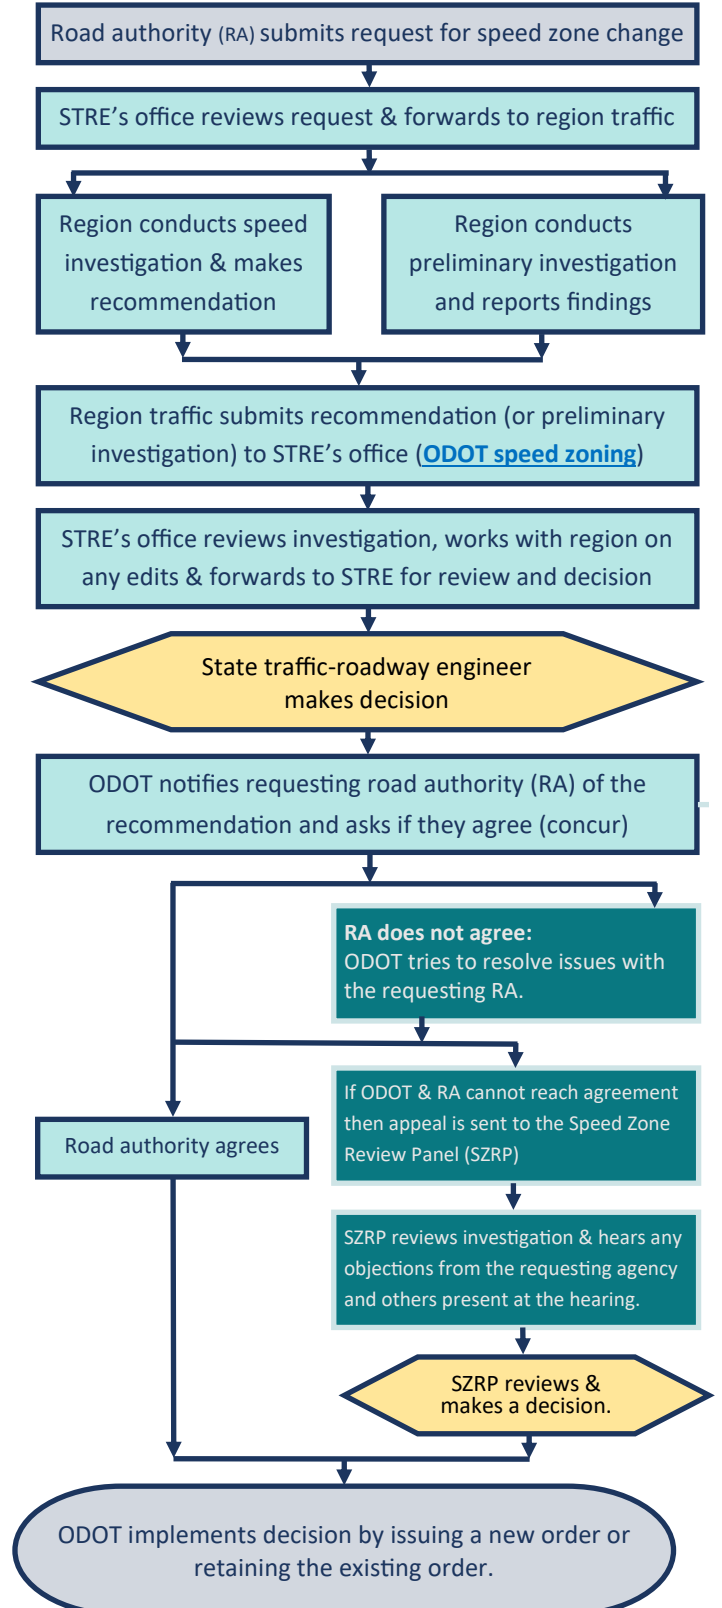 Road authority (RA) submits request for speed zone change
STRE's office reviews request & forwards to region traffic
Region conducts speed
investigation & makes
recommendation
Region conducts
preliminary investigation
and reports findings
Region traffic submits recommendation (or preliminary
investigation) to STRE's office (ODOT speed zoning)
STRE's office reviews investigation, works with region on
any edits & forwards to STRE for review and decision
State traffic-roadway engineer
makes decision
ODOT notifies requesting road authority (RA) of the
recommendation and asks if they agree (concur)
RA does not agree:
ODOT tries to resolve issues with
the requesting RA.
If ODOT & RA cannot reach agreement
then appeal is sent to the Speed Zone
Review Panel (SZRP)
Road authority agrees
SZRP reviews investigation & hears any
objections from the requesting agency
and others present at the hearing.
SZRP reviews &
makes a decision.
ODOT implements decision by issuing a new order or
retaining the existing order.